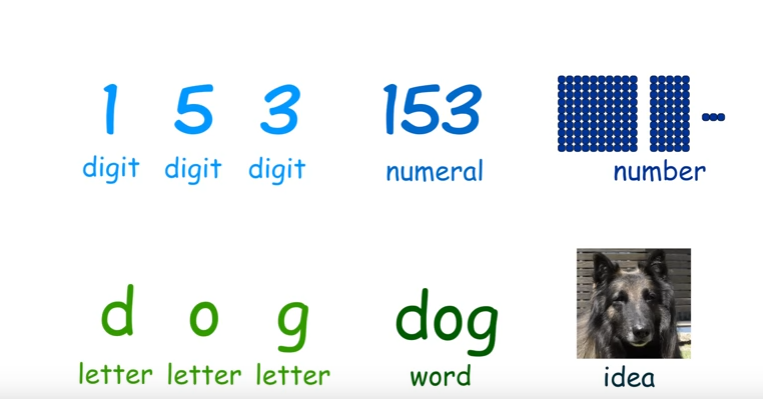 1 5 3 153
digit digit digit numeral number
d o g dog
letter letter letter word idea